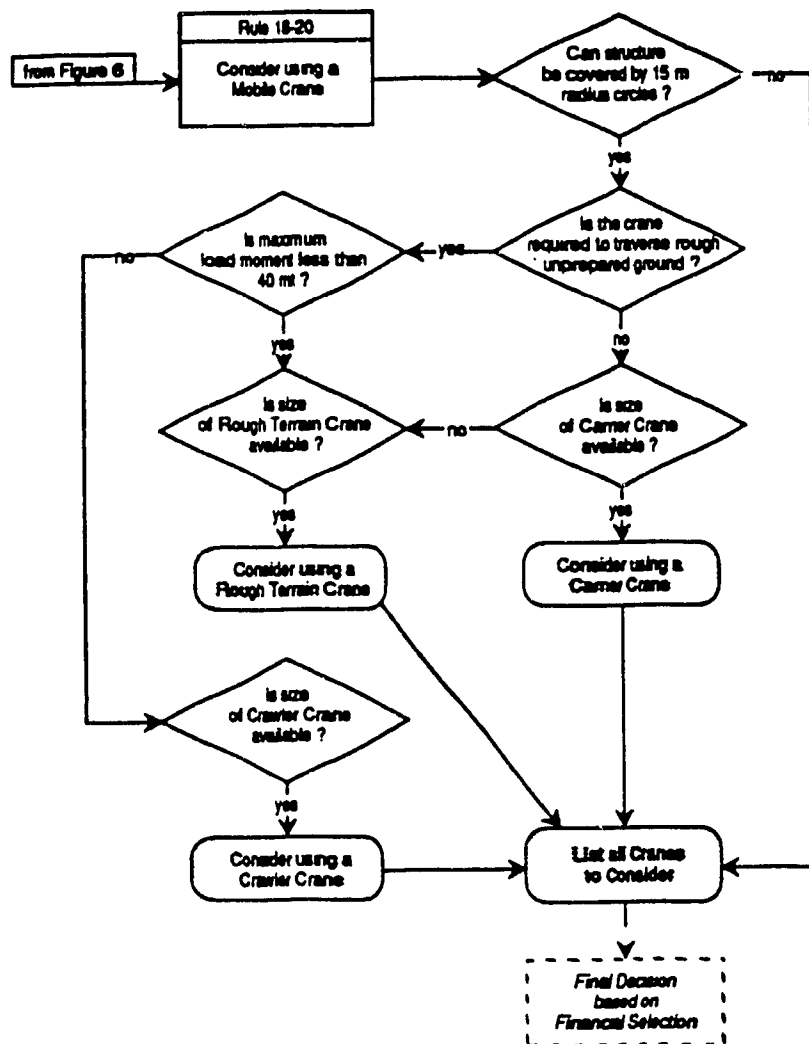 Rule 18-20
from Figure 6
Consider using a
Mobile Crane
Can structure
be covered by 15 m
radius circles ?
no
yes
Is the crane
required to traverse rough
unprepared ground ?
yes
Is maximum
load moment less than
40 mt ?
no
yes
no
Is size
of Rough Terrain Crane
available ?
no
Is size
of Carrier Crane
available ?
yes
yes
Consider using a
Rough Terrain Crane
Consider using a
Carrier Crane
Is size
of Crawler Crane
available ?
yes
Consider using a
Crawler Crane
List all Cranes
to Consider
Final Decision
based on
Financial Selection